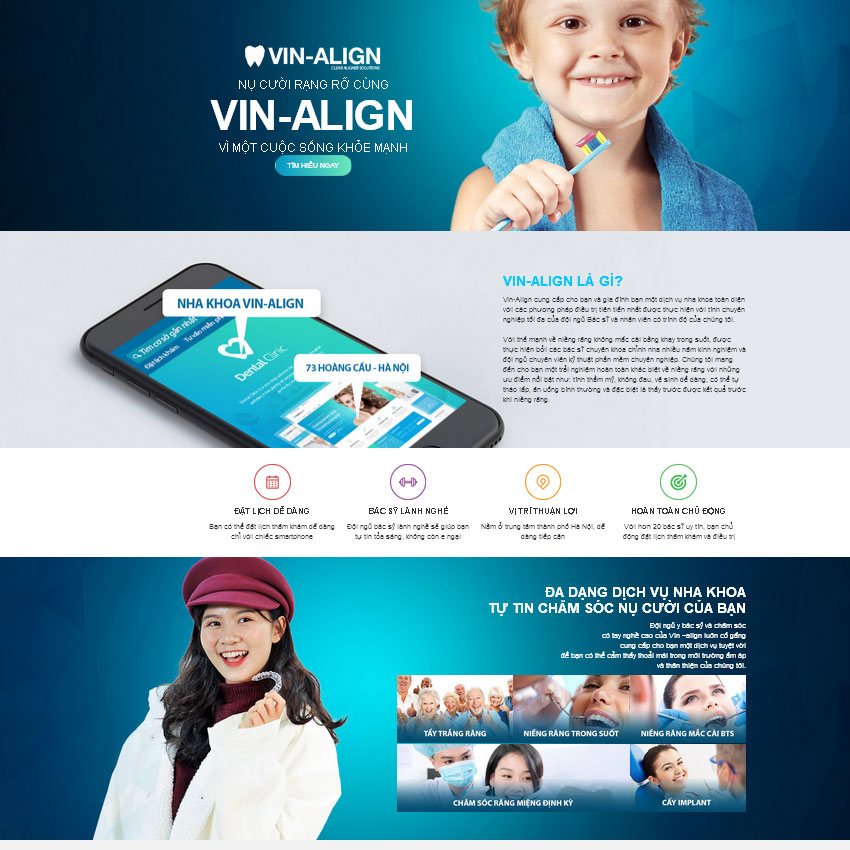 VIN-ALIGN
CLEAR ALIGNER SOLUTIONS
NỤ CƯỜI RẠNG RỠ CÙNG
VIN-ALIGN
VÌ MỘT CUỘC SỐNG KHỎE MẠNH
TÌM HIỂU NGAY
NHA KHOA VIN-ALIGN
Tìm cơ sở gần nhất
Đặt lịch khám
Tư vấn miễn phí
Dental Clinic
73 HOÀNG CẦU - HÀ NỘI
VIN-ALIGN LÀ GÌ?
Vin-Align cung cấp cho bạn và gia đình bạn một dịch vụ nha khoa toàn diện
với các phương pháp điều trị tiên tiến nhất được thực hiện với tính chuyên
nghiệp tối đa của đội ngũ Bác sĩ và nhân viên có trình độ của chúng tôi.
Với thế mạnh về niềng răng không mắc cài bằng khay trong suốt, được
thực hiện bởi các bác sĩ chuyên khoa chỉnh nha nhiều năm kinh nghiệm và
đội ngũ chuyên viên kỹ thuật phần mềm chuyên nghiệp. Chúng tôi mang
đến cho bạn một trải nghiệm hoàn toàn khác biệt về niềng răng với những
ưu điểm nổi bật như: tính thẩm mỹ, không đau, vệ sinh dễ dàng, có thể tự
tháo lắp, ăn uống bình thường và đặc biệt là thấy trước được kết quả trước
khi niềng răng.
ĐẶT LỊCH DỄ DÀNG
Bạn có thể đặt lịch thăm khám dễ dàng
chỉ với chiếc smartphone
BÁC SỸ LÀNH NGHỀ
Đội ngũ bác sỹ lành nghề sẽ giúp bạn
tự tin tỏa sáng, không còn e ngại
VỊ TRÍ THUẬN LỢI
Nằm ở trung tâm thành phố Hà Nội, dễ
dàng tiếp cận
HOÀN TOÀN CHỦ ĐỘNG
Với hơn 20 bác sĩ uy tín, bạn chủ
động đặt lịch thăm khám và điều trị
ĐA DẠNG DỊCH VỤ NHA KHOA
TỰ TIN CHĂM SÓC NỤ CƯỜI CỦA BẠN
Đội ngũ y bác sỹ và chăm sóc
có tay nghề cao của Vin –align luôn cố gắng
cung cấp cho bạn một dịch vụ tuyệt vời
để bạn có thể cảm thấy thoải mái trong môi trường ấm áp
và thân thiện của chúng tôi.
TẨY TRẮNG RĂNG
NIỀNG RĂNG TRONG SUỐT
NIỀNG RĂNG MẮC CÀI BTS
CHĂM SÓC RĂNG MIỆNG ĐỊNH KỲ
CẤY IMPLANT